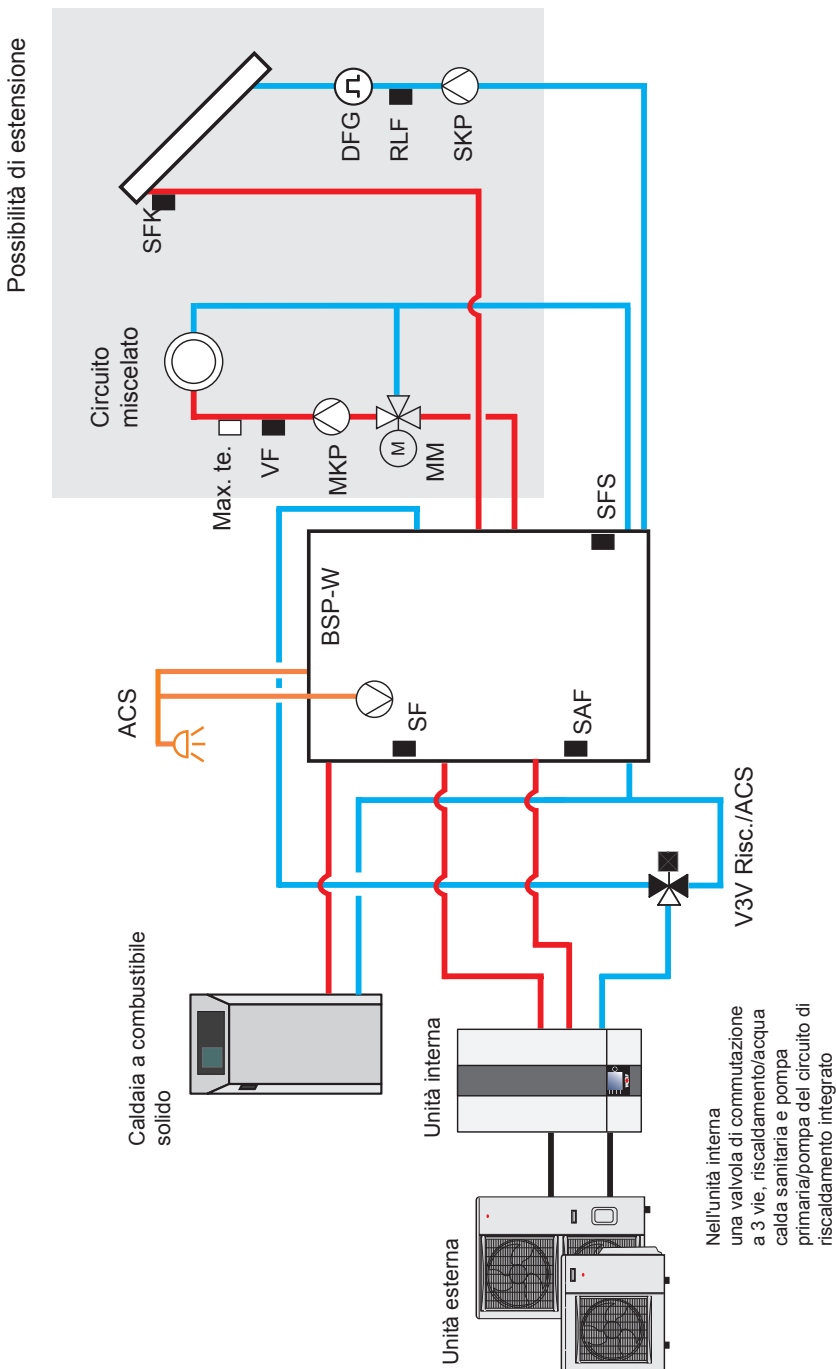 Possibilità di estensione
SFK
DFG
RLF
SKP
Circuito
miscelato
Max. te.
VF
MKP
M
MM
ACS
BSP-W
SF
SAF
SFS
Caldaia a combustibile
solido
V3V Risc./ACS
Unità interna
Unità esterna
Nell'unità interna
una valvola di commutazione
a 3 vie, riscaldamento/acqua
calda sanitaria e pompa
primaria/pompa del circuito di
riscaldamento integrato